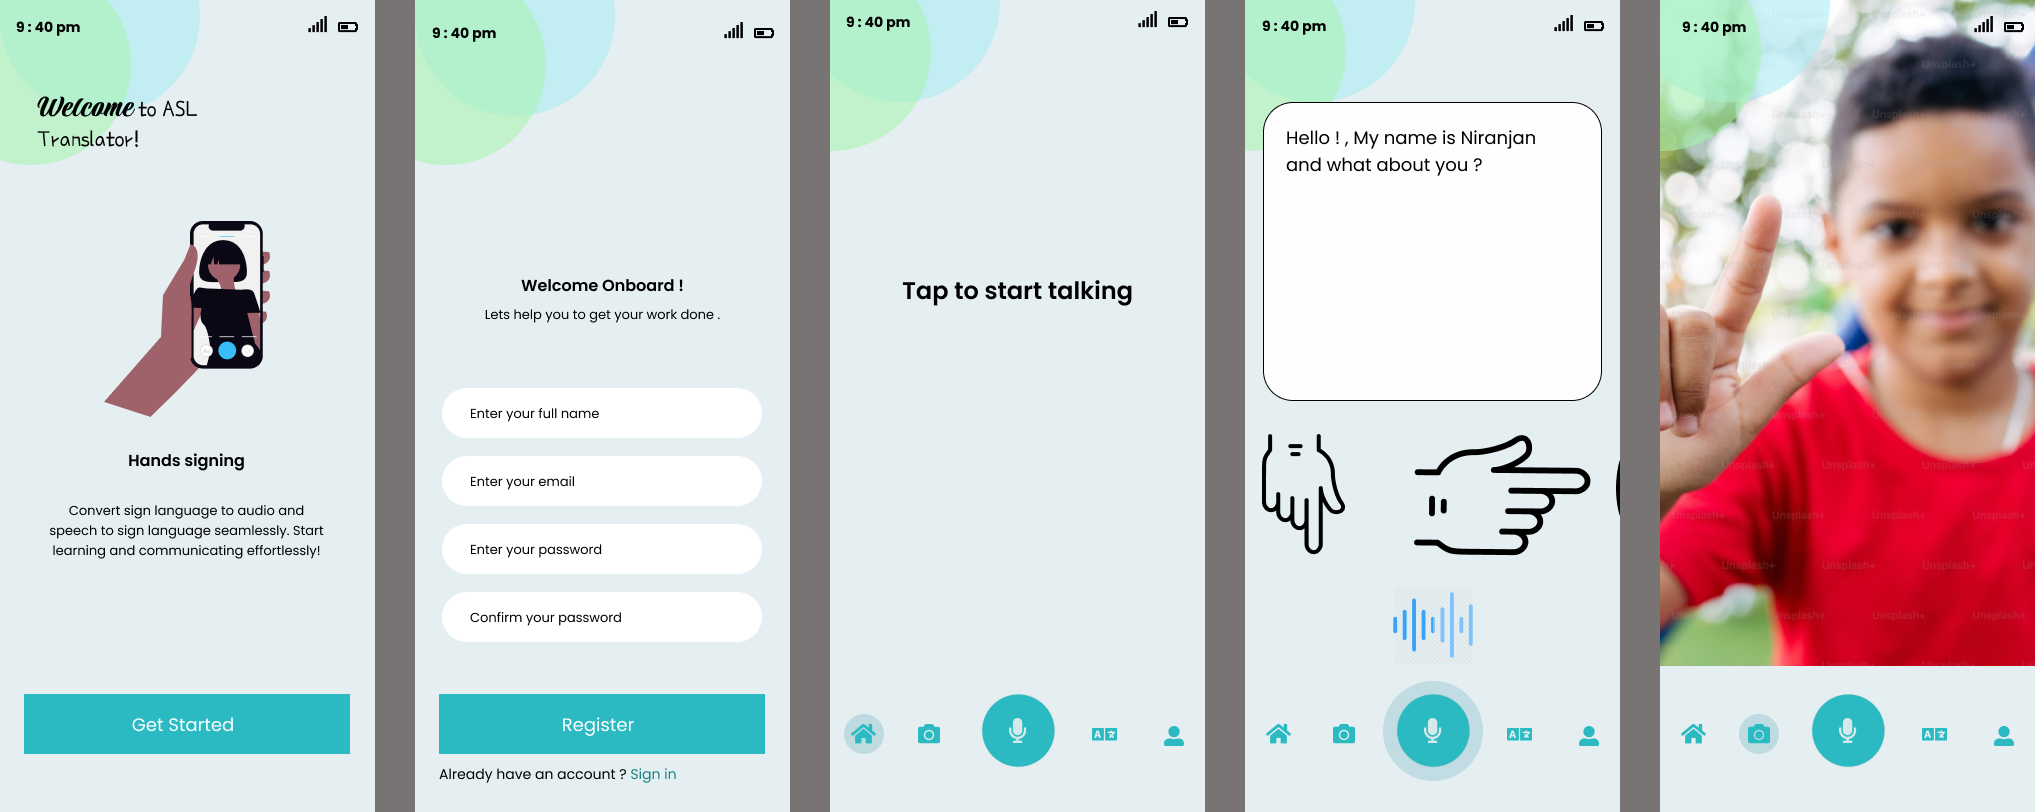 9 : 40 pm
Welcome to ASL
Translator!
Hands signing
Convert sign language to audio and
speech to sign language seamlessly. Start
learning and communicating effortlessly!
Get Started
9 : 40 pm
Welcome Onboard !
Lets help you to get your work done .
Enter your full name
Enter your email
Enter your password
Confirm your password
Register
Already have an account ? Sign in
9 : 40 pm
Tap to start talking
A
9 : 40 pm
Hello ! , My name is Niranjan
and what about you ?
A
9 : 40 pm
Unsplash+
A